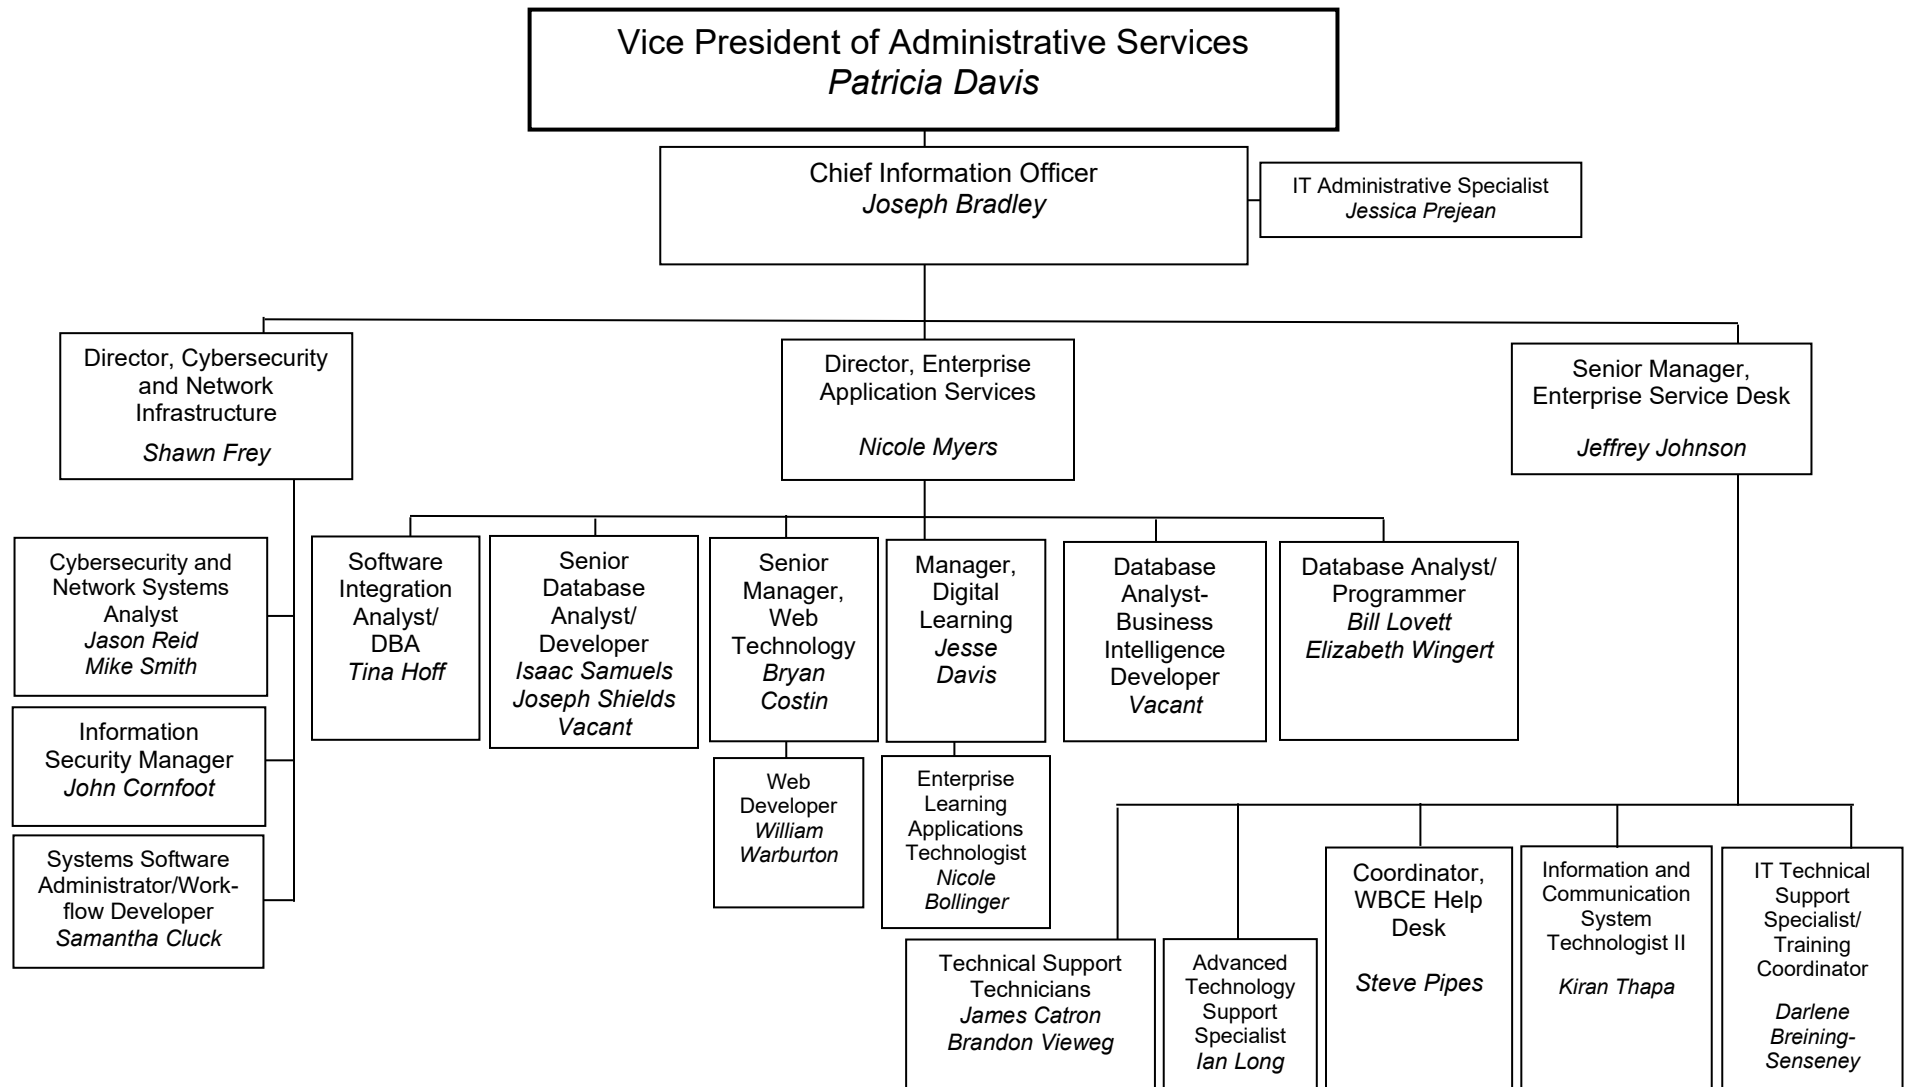 Vice President of Administrative Services
Patricia Davis
Chief Information Officer
Joseph Bradley
IT Administrative Specialist
Jessica Prejean
Director, Cybersecurity
and Network
Infrastructure
Shawn Frey
Director, Enterprise
Application Services
Nicole Myers
Senior Manager,
Enterprise Service Desk
Jeffrey Johnson
Cybersecurity and
Network Systems
Analyst
Jason Reid
Mike Smith
Information
Security Manager
John Cornfoot
Systems Software
Administrator/Work-
flow Developer
Samantha Cluck
Software
Integration
Analyst/
DBA
Tina Hoff
Senior
Database
Analyst/
Developer
Isaac Samuels
Joseph Shields
Vacant
Senior
Manager,
Web
Technology
Bryan
Costin
Manager,
Digital
Learning
Jesse
Davis
Database
Analyst-
Business
Intelligence
Developer
Vacant
Database Analyst/
Programmer
Bill Lovett
Elizabeth Wingert
Web
Developer
William
Warburton
Enterprise
Learning
Applications
Technologist
Nicole
Bollinger
Technical Support
Technicians
James Catron
Brandon Vieweg
Advanced
Technology
Support
Specialist
Ian Long
Coordinator,
WBCE Help
Desk
Steve Pipes
Information and
Communication
System
Technologist II
Kiran Thapa
IT Technical
Support
Specialist/
Training
Coordinator
Darlene
Breining-
Senseney